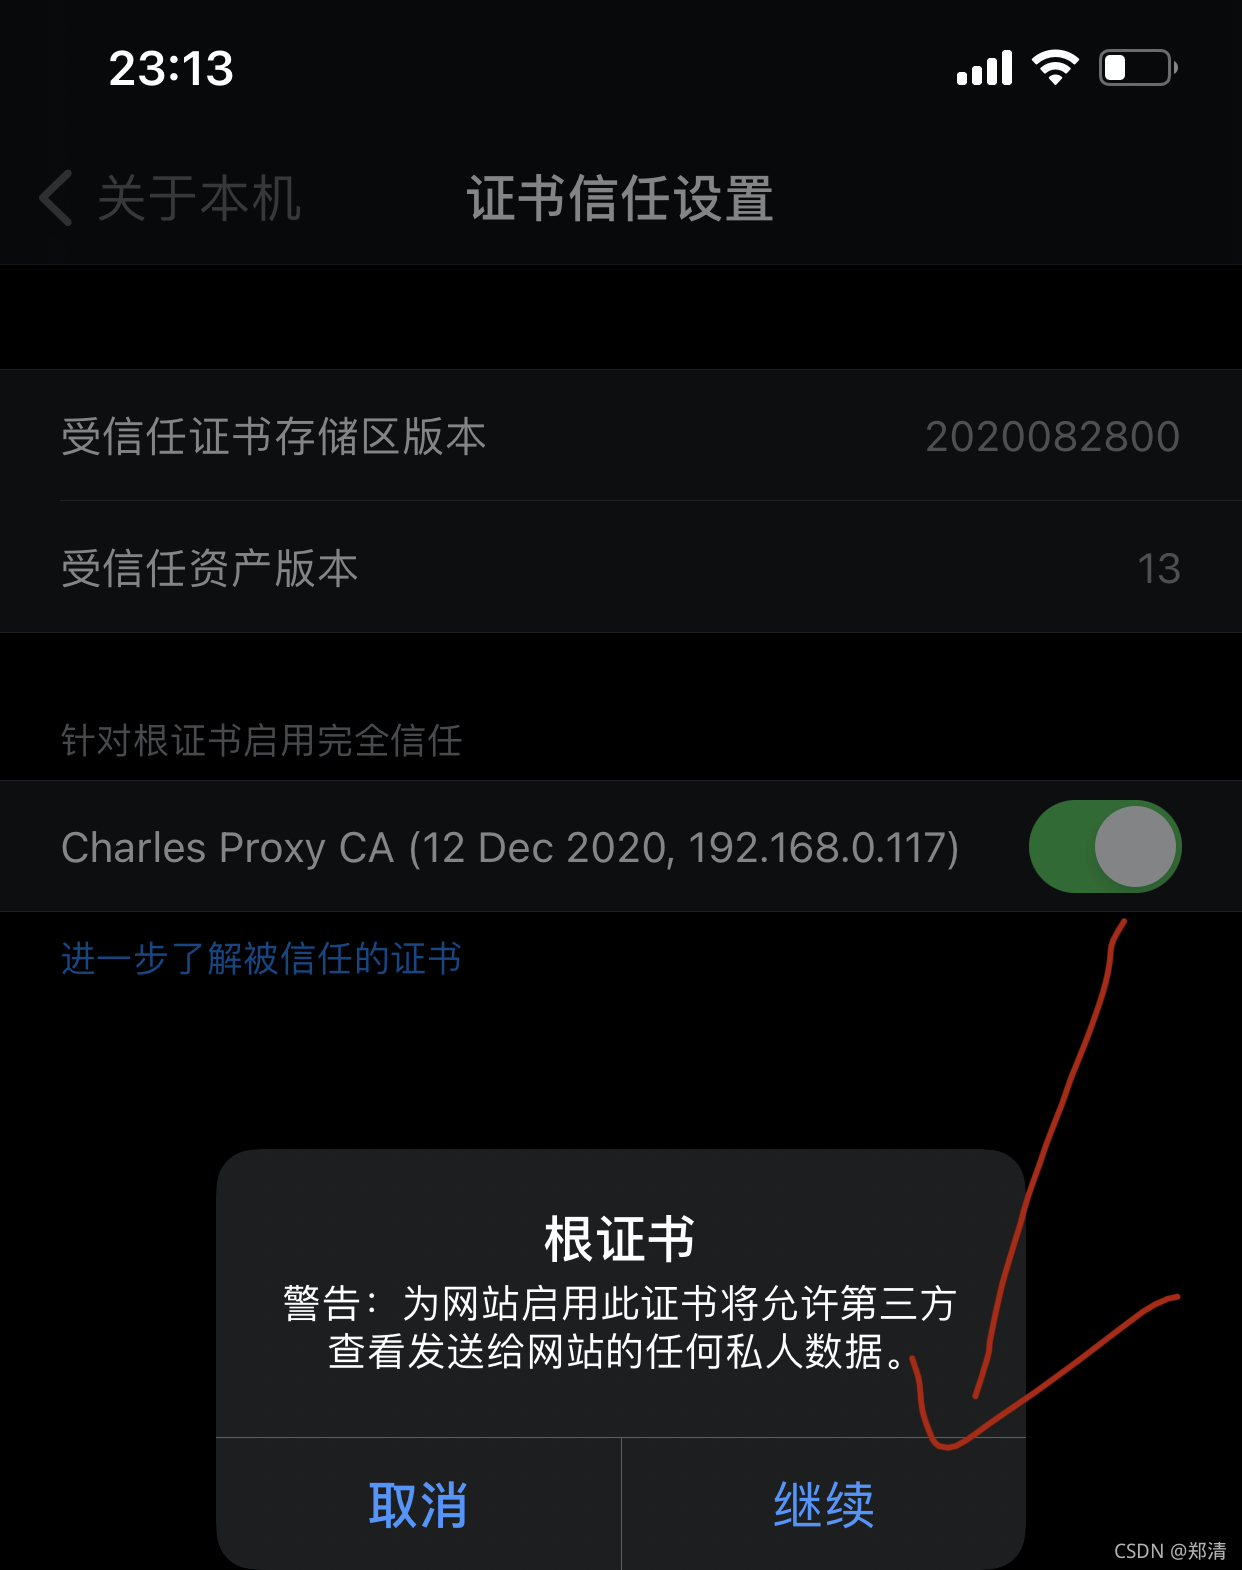 23:13
关于本机
证书信任设置
受信任证书存储区版本 2020082800
受信任资产版本 13
针对根证书启用完全信任
Charles Proxy CA (12 Dec 2020, 192.168.0.117)
进一步了解被信任的证书
根证书
警告：为网站启用此证书将允许第三方
查看发送给网站的任何私人数据。
取消 继续
CSDN @郑清